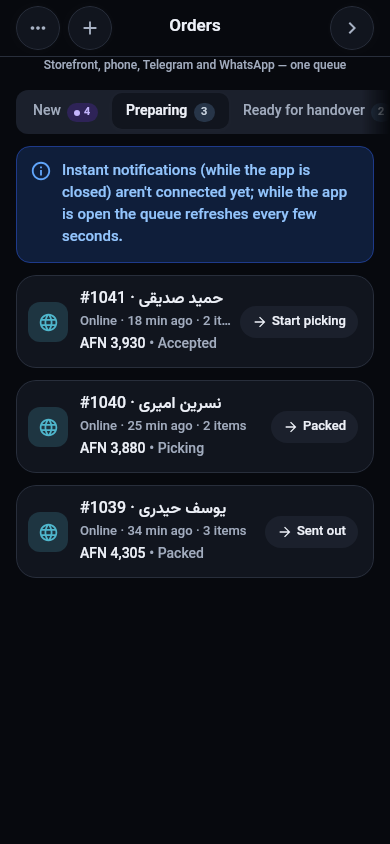 Orders
Storefront, phone, Telegram and WhatsApp — one queue
New 4
Preparing 3
Ready for handover 2
Instant notifications (while the app is
closed) aren't connected yet; while the app
is open the queue refreshes every few
seconds.
#1041 · حمید صدیقی
Online · 18 min ago · 2 it…
AFN 3,930 • Accepted
→ Start picking
#1040 · نسرین امیری
Online · 25 min ago · 2 items
AFN 3,880 • Picking
→ Packed
#1039 · یوسف حیدری
Online · 34 min ago · 3 items
AFN 4,305 • Packed
→ Sent out